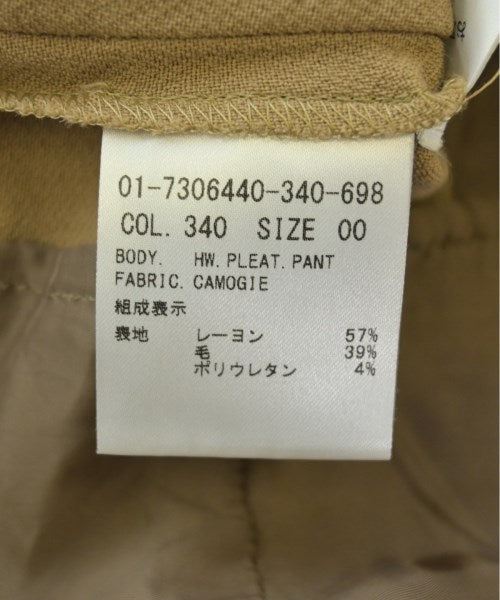 01-7306440-340-698
COL. 340 SIZE 00
BODY. HW. PLEAT. PANT
FABRIC. CAMOGIE
組成表示
表地 レーヨン 57%
毛 39%
ポリウレタン 4%